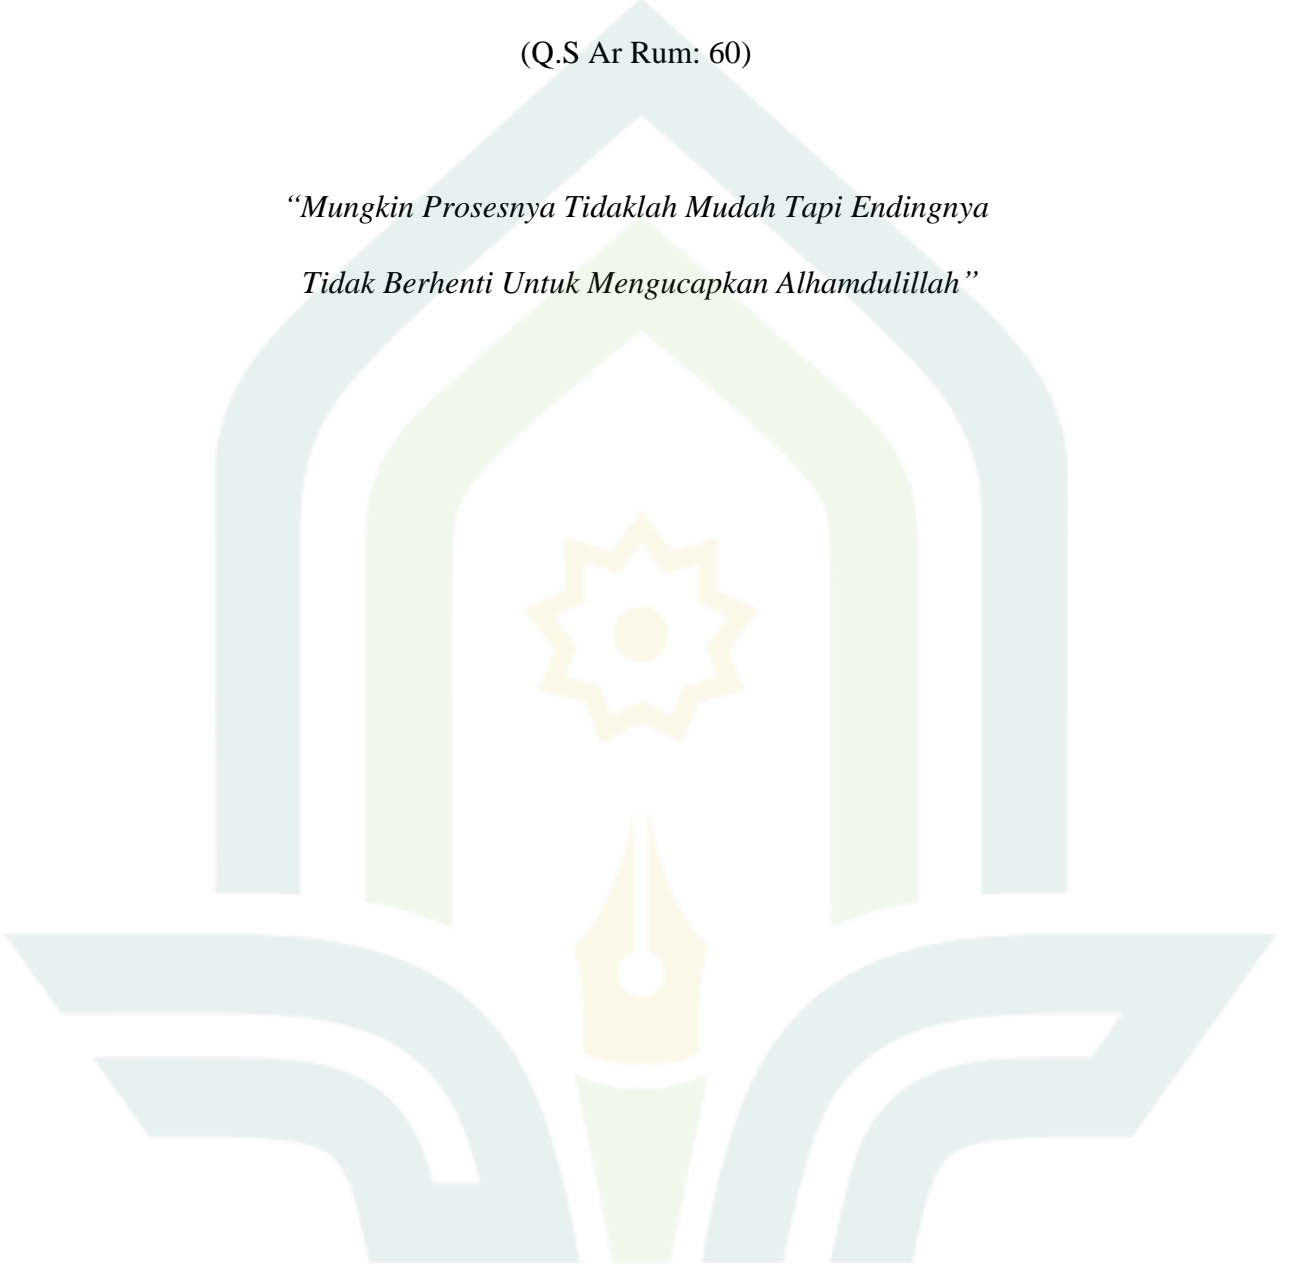 (Q.S Ar Rum: 60)
“Mungkin Prosesnya Tidaklah Mudah Tapi Endingnya
Tidak Berhenti Untuk Mengucapkan Alhamdulillah”